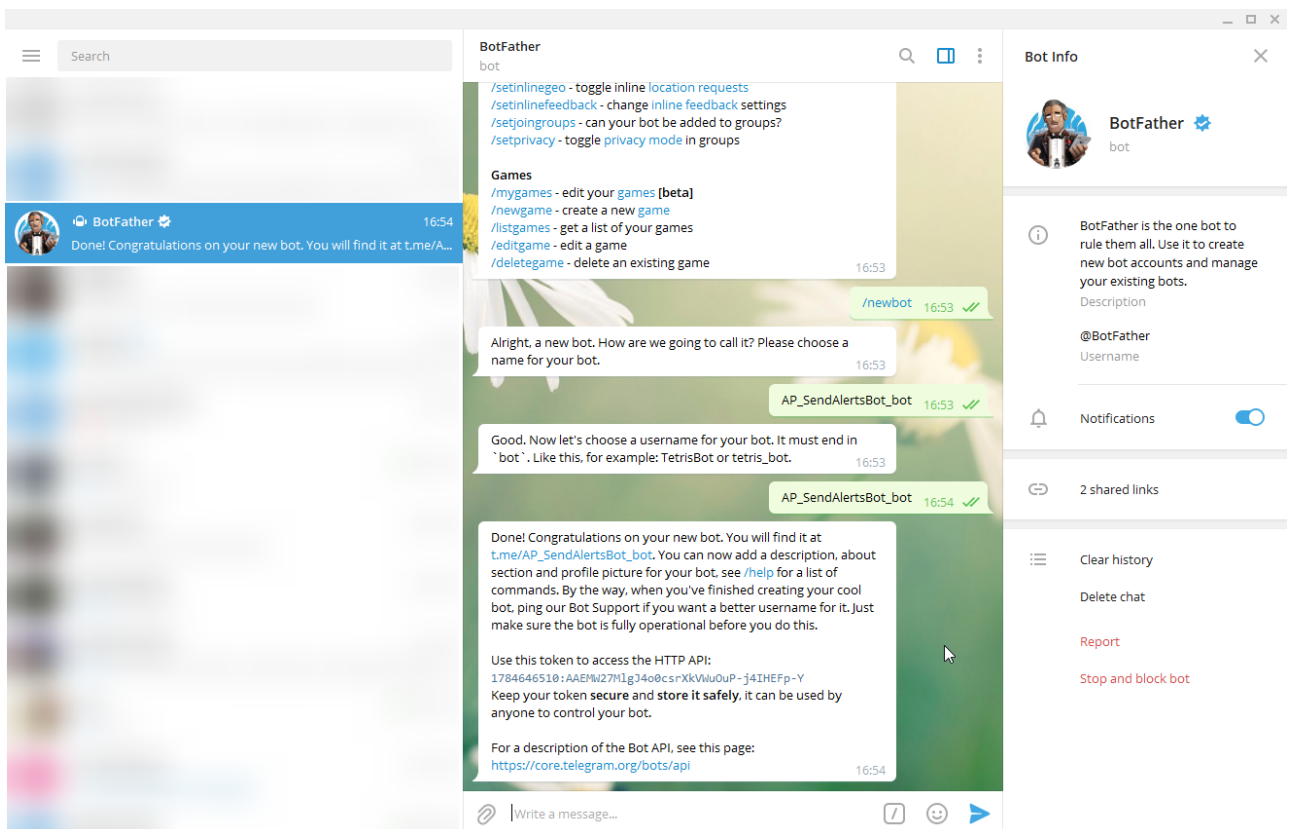 Search
BotFather
16:54
Done! Congratulations on your new bot. You will find it at t.me/A...
BotFather
bot
/setinlinegeo - toggle inline location requests
/setinlinefeedback - change inline feedback settings
/setjoingroups - can your bot be added to groups?
/setprivacy - toggle privacy mode in groups
Games
/mygames - edit your games [beta]
/newgame - create a new game
/listgames - get a list of your games
/editgame - edit a game
/deletegame - delete an existing game
16:53
/newbot 16:53
Alright, a new bot. How are we going to call it? Please choose a
name for your bot.
16:53
AP_SendAlertsBot_bot 16:53
Good. Now let's choose a username for your bot. It must end in
`bot`. Like this, for example: TetrisBot or tetris_bot.
16:53
AP_SendAlertsBot_bot 16:54
Done! Congratulations on your new bot. You will find it at
t.me/AP_SendAlertsBot_bot. You can now add a description, about
section and profile picture for your bot, see /help for a list of
commands. By the way, when you've finished creating your cool
bot, ping our Bot Support if you want a better username for it. Just
make sure the bot is fully operational before you do this.
Use this token to access the HTTP API:
1784646510:AAEMW27MlgJ4o0csrXkVWuOuP-j4IHEFp-Y
Keep your token secure and store it safely, it can be used by
anyone to control your bot.
For a description of the Bot API, see this page:
https://core.telegram.org/bots/api
16:54
Write a message...
Bot Info
BotFather
bot
BotFather is the one bot to
rule them all. Use it to create
new bot accounts and manage
your existing bots.
Description
@BotFather
Username
Notifications
2 shared links
Clear history
Delete chat
Report
Stop and block bot